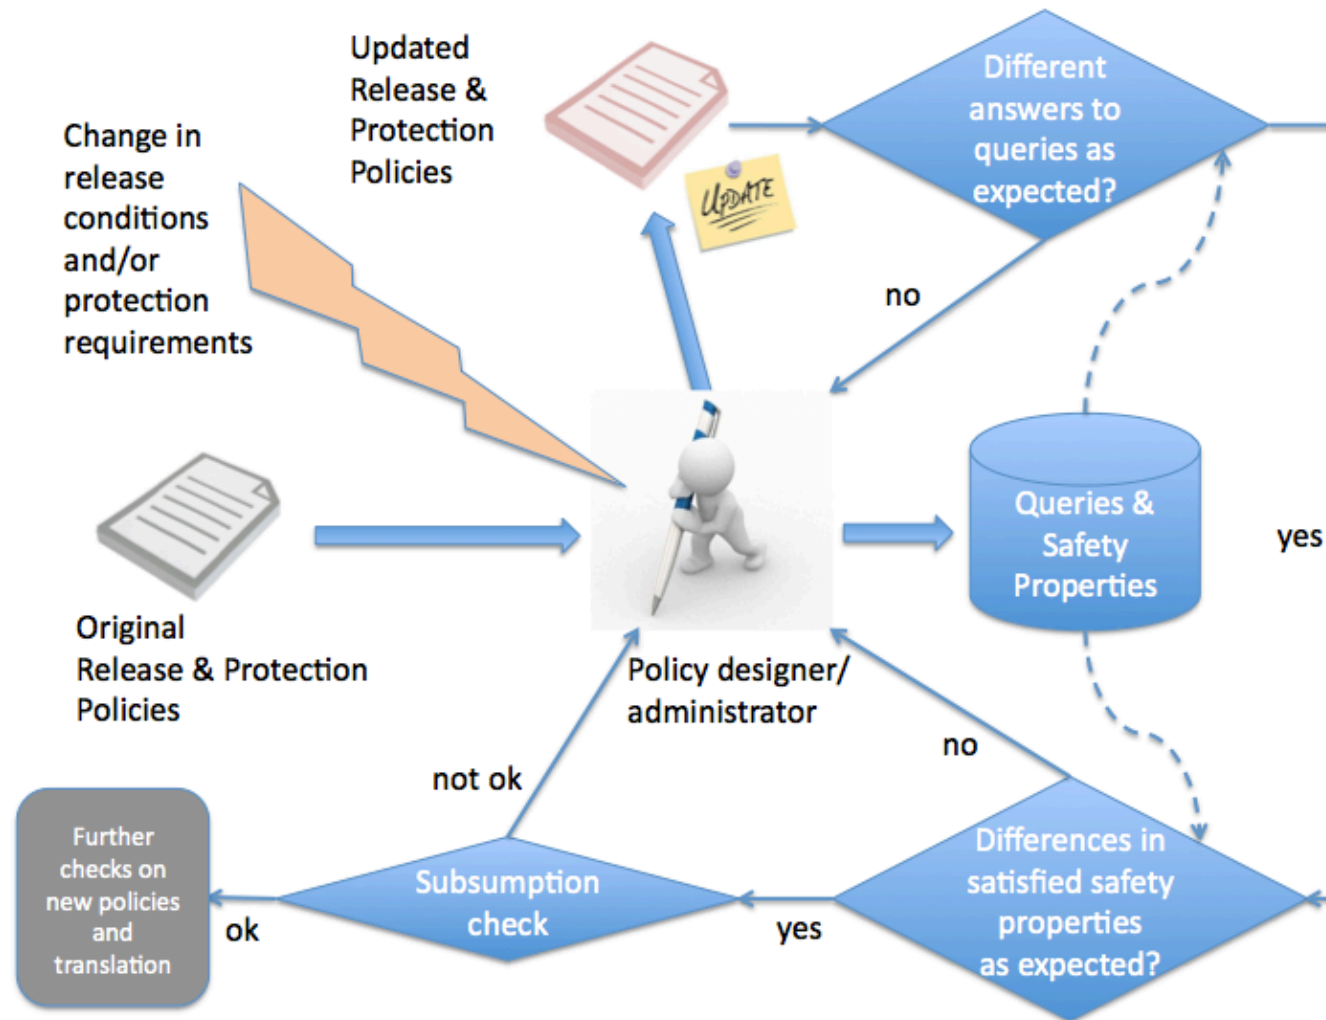 Updated
Release &
Protection
Policies
Different
answers to
queries as
expected?
Change in
release
conditions
and/or
protection
requirements
UPDATE
no
Queries &
Safety
Properties
yes
Original
Release & Protection
Policies
Policy designer/
administrator
no
not ok
Further
checks on
new policies
and
translation
ok
Subsumption
check
yes
Differences in
satisfied safety
properties
as expected?